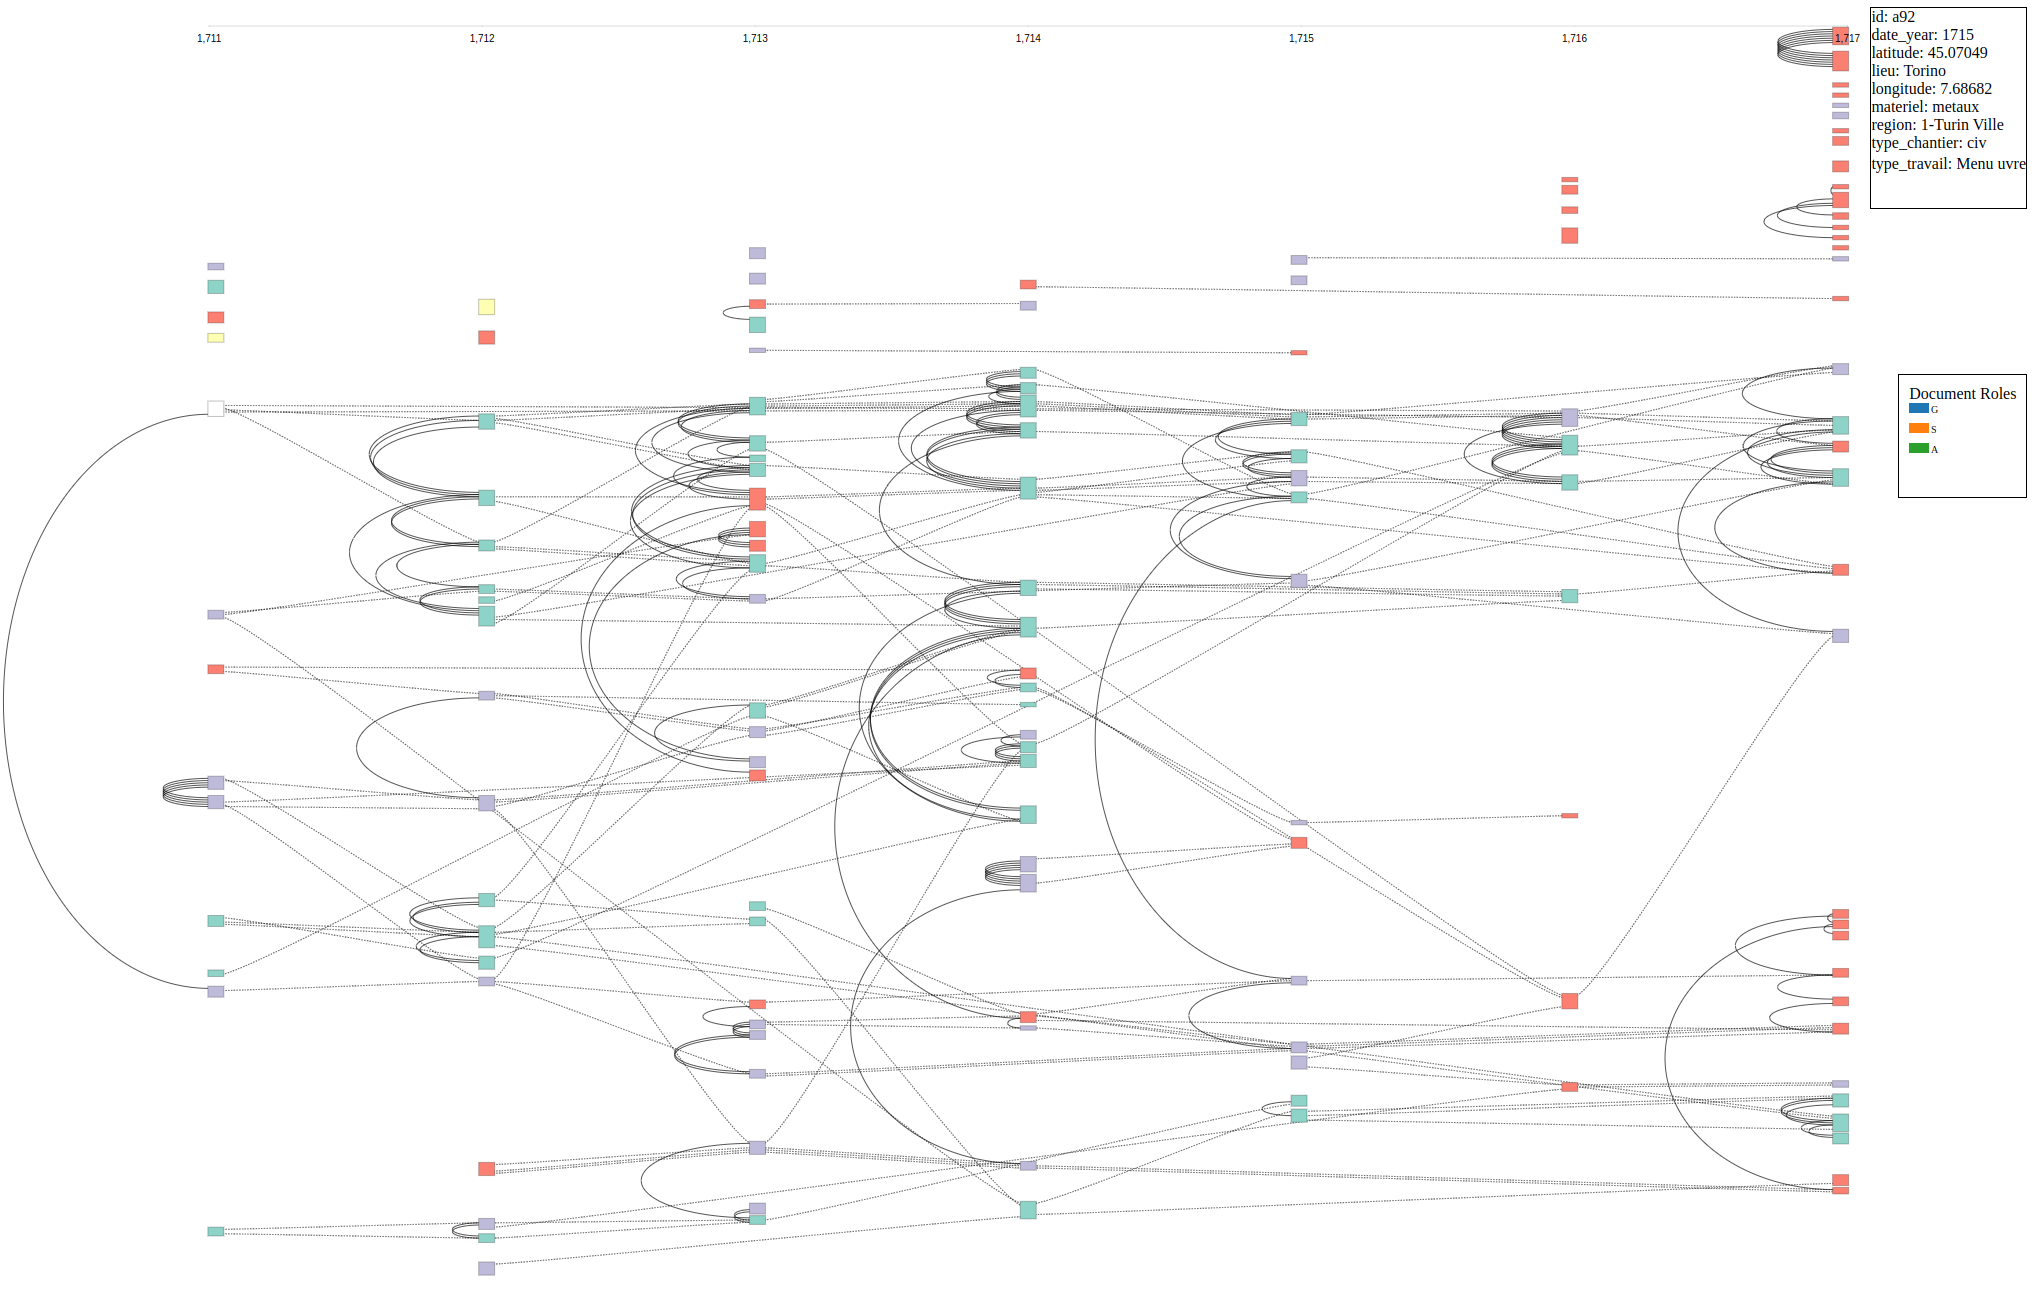 1,711 1,712 1,713 1,714 1,715 1,716 1,717
id: a92
date_year: 1715
latitude: 45.07049
lieu: Torino
longitude: 7.68682
materiel: metaux
region: 1-Turin Ville
type_chantier: civ
type_travail: Menu uvre
Document Roles
G
S
A